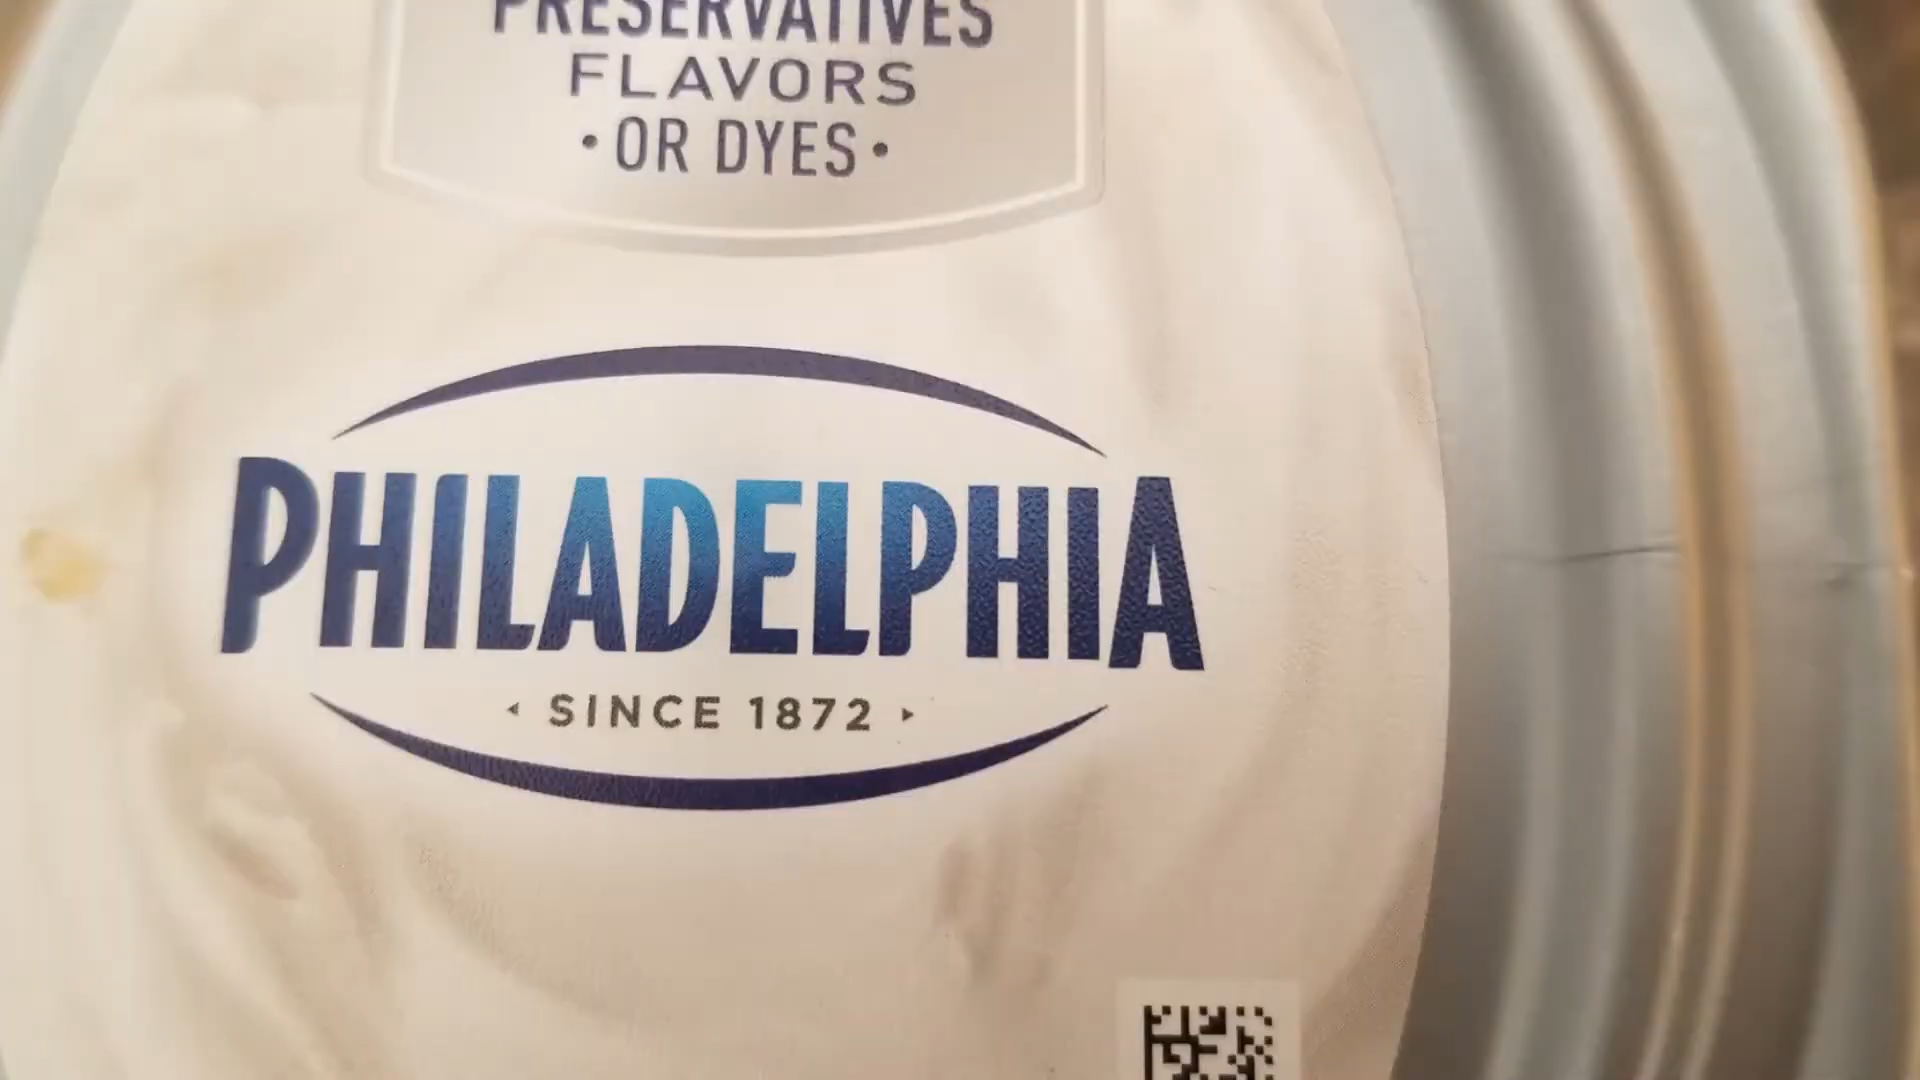 PRESERVATIVES
FLAVORS
• OR DYES •
PHILADELPHIA
SINCE 1872